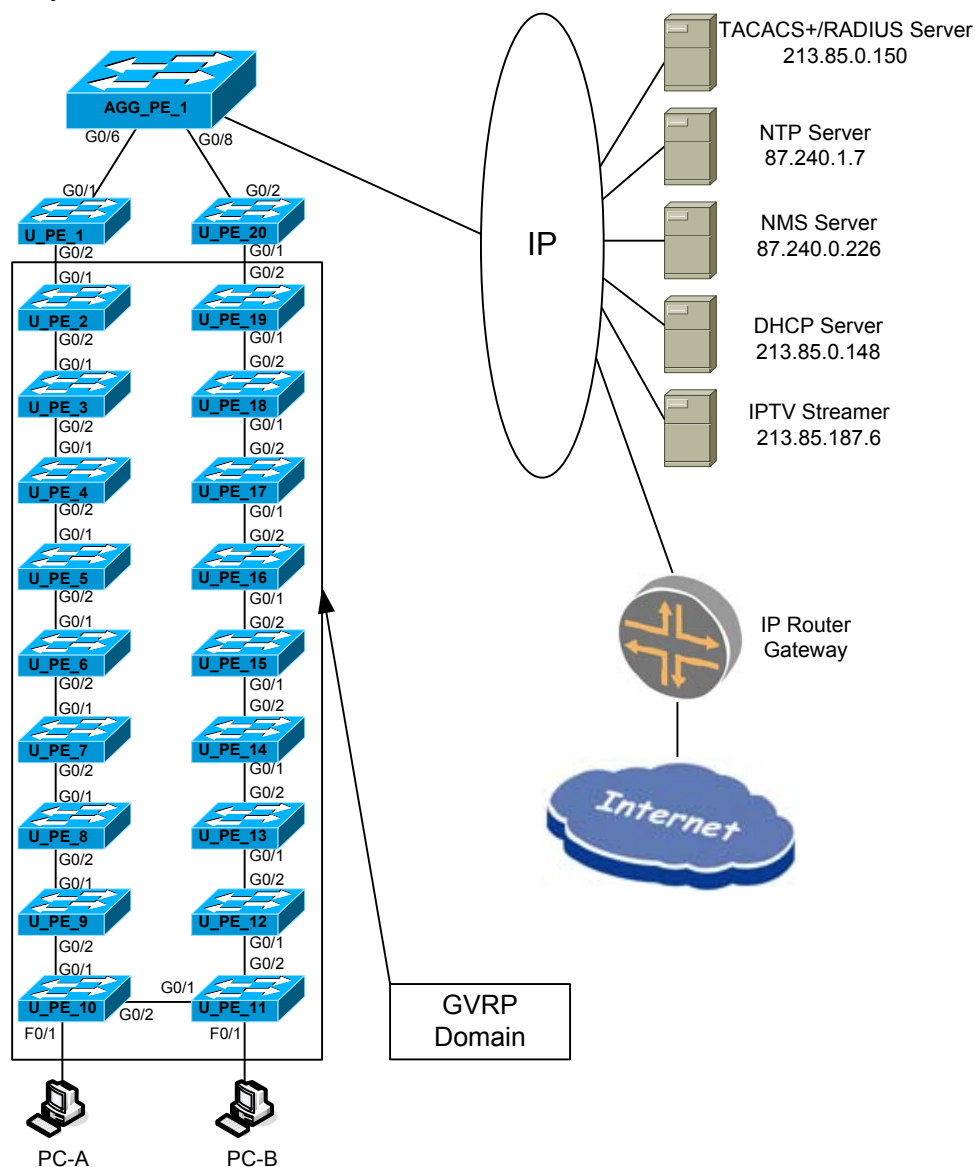 TACACS+/RADIUS Server
213.85.0.150
AGG_PE_1
G0/6
G0/8
NTP Server
87.240.1.7
G0/1
G0/2
U_PE_1
U_PE_20
NMS Server
87.240.0.226
IP
G0/2
G0/1
G0/1
G0/2
U_PE_2
U_PE_19
DHCP Server
213.85.0.148
G0/2
G0/1
G0/1
G0/2
U_PE_3
U_PE_18
IPTV Streamer
213.85.187.6
G0/2
G0/1
G0/1
G0/2
U_PE_4
U_PE_17
G0/2
G0/1
G0/1
G0/2
U_PE_5
U_PE_16
G0/2
G0/1
G0/1
G0/2
U_PE_6
U_PE_15
IP Router
Gateway
G0/2
G0/1
G0/1
G0/2
U_PE_7
U_PE_14
G0/2
G0/1
G0/1
G0/2
U_PE_8
U_PE_13
Internet
G0/2
G0/1
G0/1
G0/2
U_PE_9
U_PE_12
G0/2
G0/1
G0/1
G0/2
G0/1
U_PE_10
G0/2
U_PE_11
F0/1
F0/1
GVRP
Domain
PC-A
PC-B